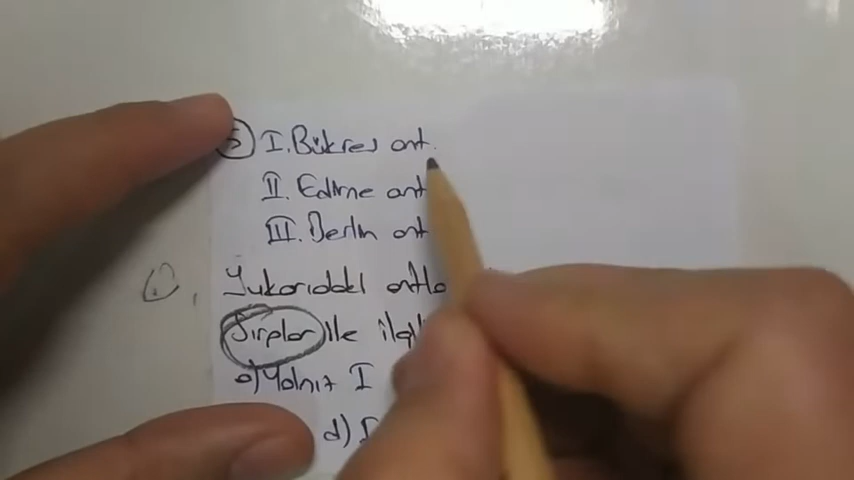 5 I. Bükreş ant.
II. Edirne ant
III. Berlin ant
Yukarıdaki antla
Sırplar ile ilgi
a) Yalnız I
d) I